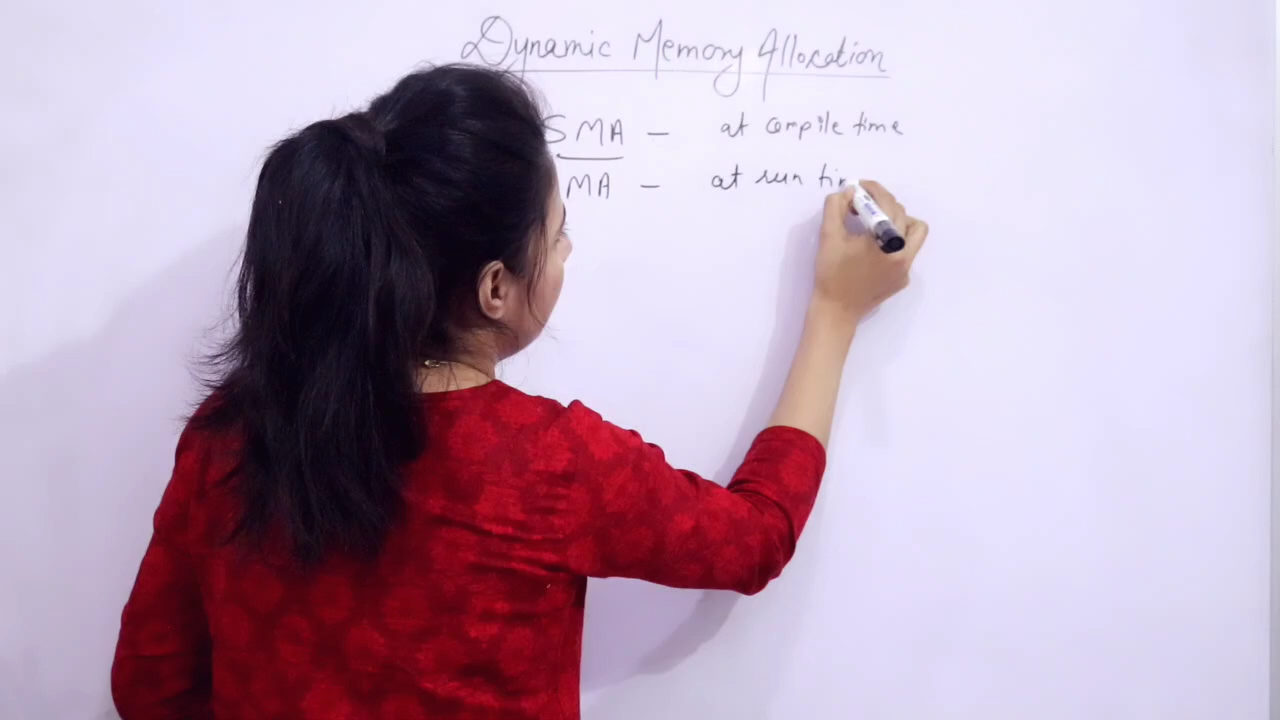 Dynamic Memory Allocation
SMA - at compile time
MA - at run